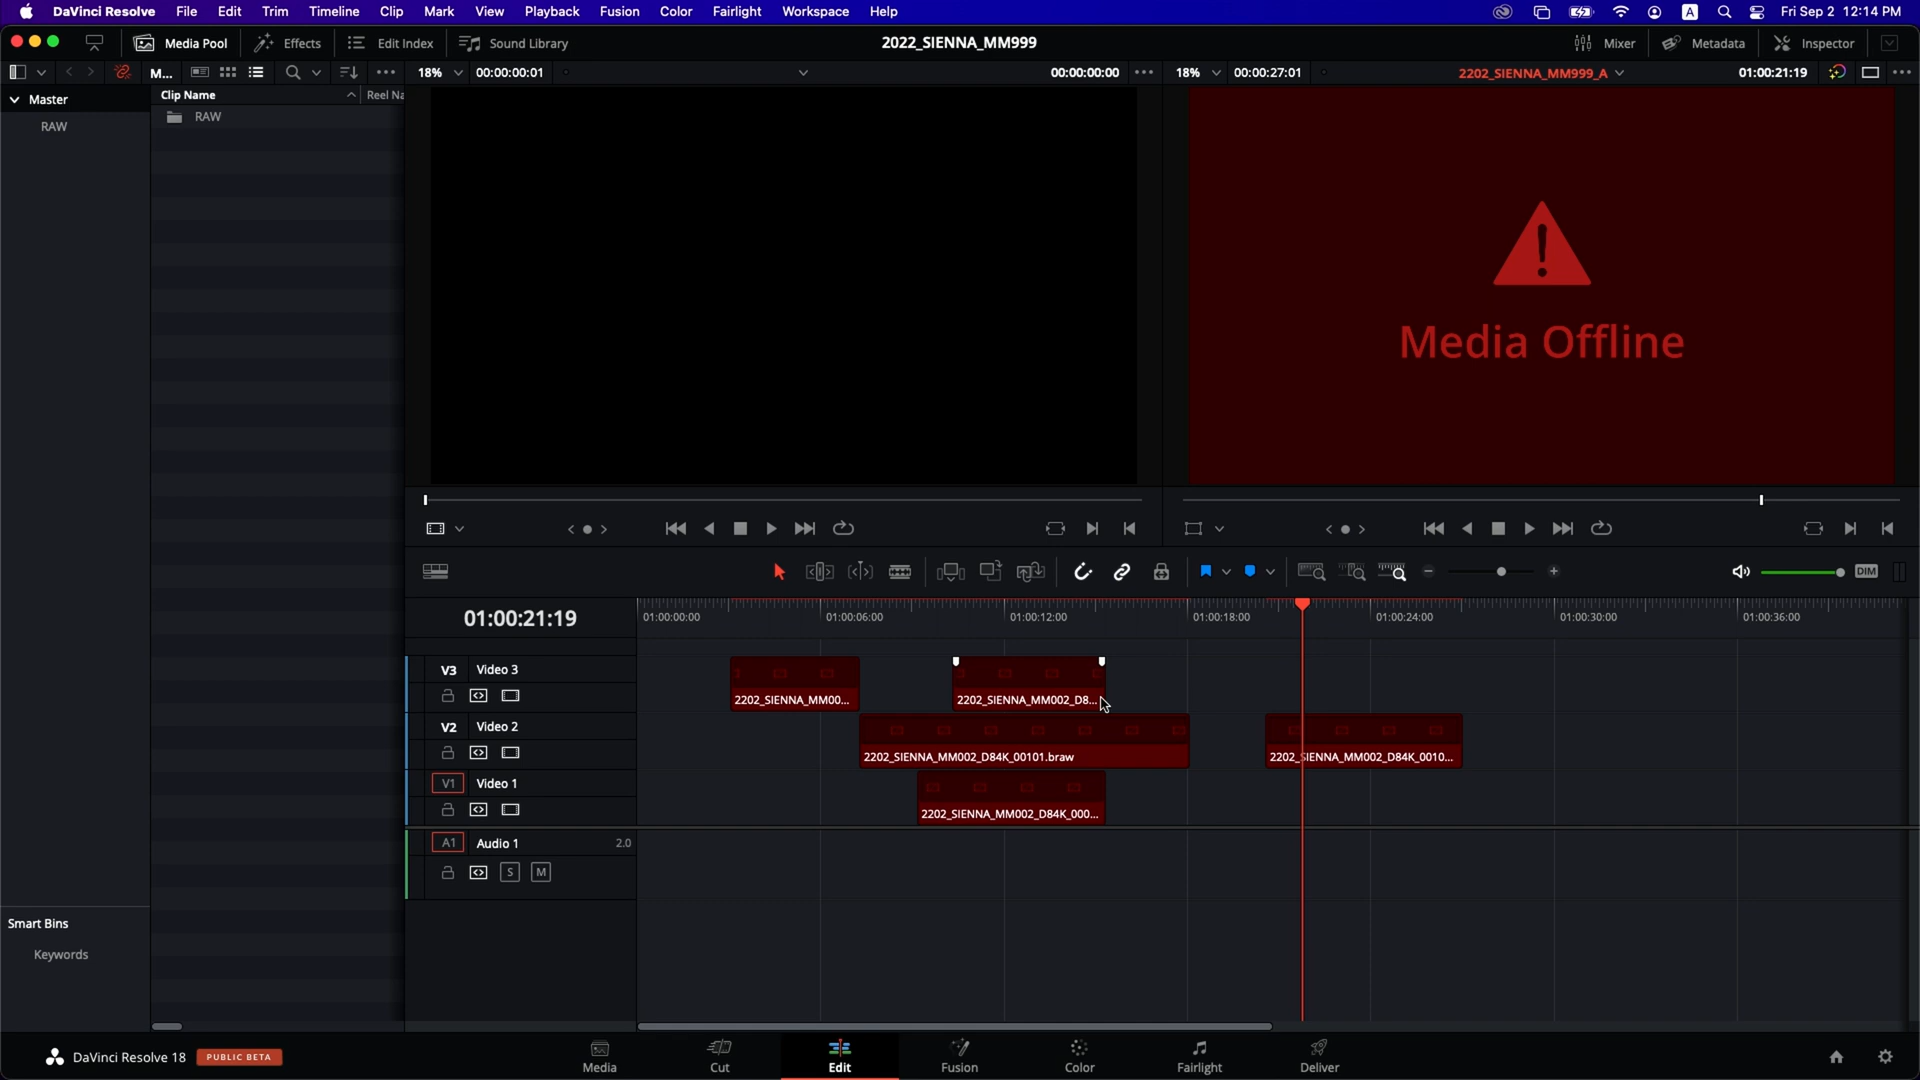 DaVinci Resolve File Edit Trim Timeline Clip Mark View Playback Fusion Color Fairlight Workspace Help A Fri Sep 2 12:14 PM
Media Pool Effects Edit Index Sound Library 2022_SIENNA_MM999 Mixer Metadata Inspector
M... 18% 00:00:00:01 00:00:00:00 18% 00:00:27:01 2202_SIENNA_MM999_A 01:00:21:19
Master Clip Name Reel Na
RAW RAW
Media Offline
DIM
01:00:21:19 01:00:00:00 01:00:06:00 01:00:12:00 01:00:18:00 01:00:24:00 01:00:30:00 01:00:36:00
V3 Video 3
2202_SIENNA_MM00... 2202_SIENNA_MM002_D8...
V2 Video 2
2202_SIENNA_MM002_D84K_00101.braw 2202_SIENNA_MM002_D84K_0010...
V1 Video 1
2202_SIENNA_MM002_D84K_000...
A1 Audio 1 2.0
S M
Smart Bins
Keywords
DaVinci Resolve 18 PUBLIC BETA Media Cut Edit Fusion Color Fairlight Deliver